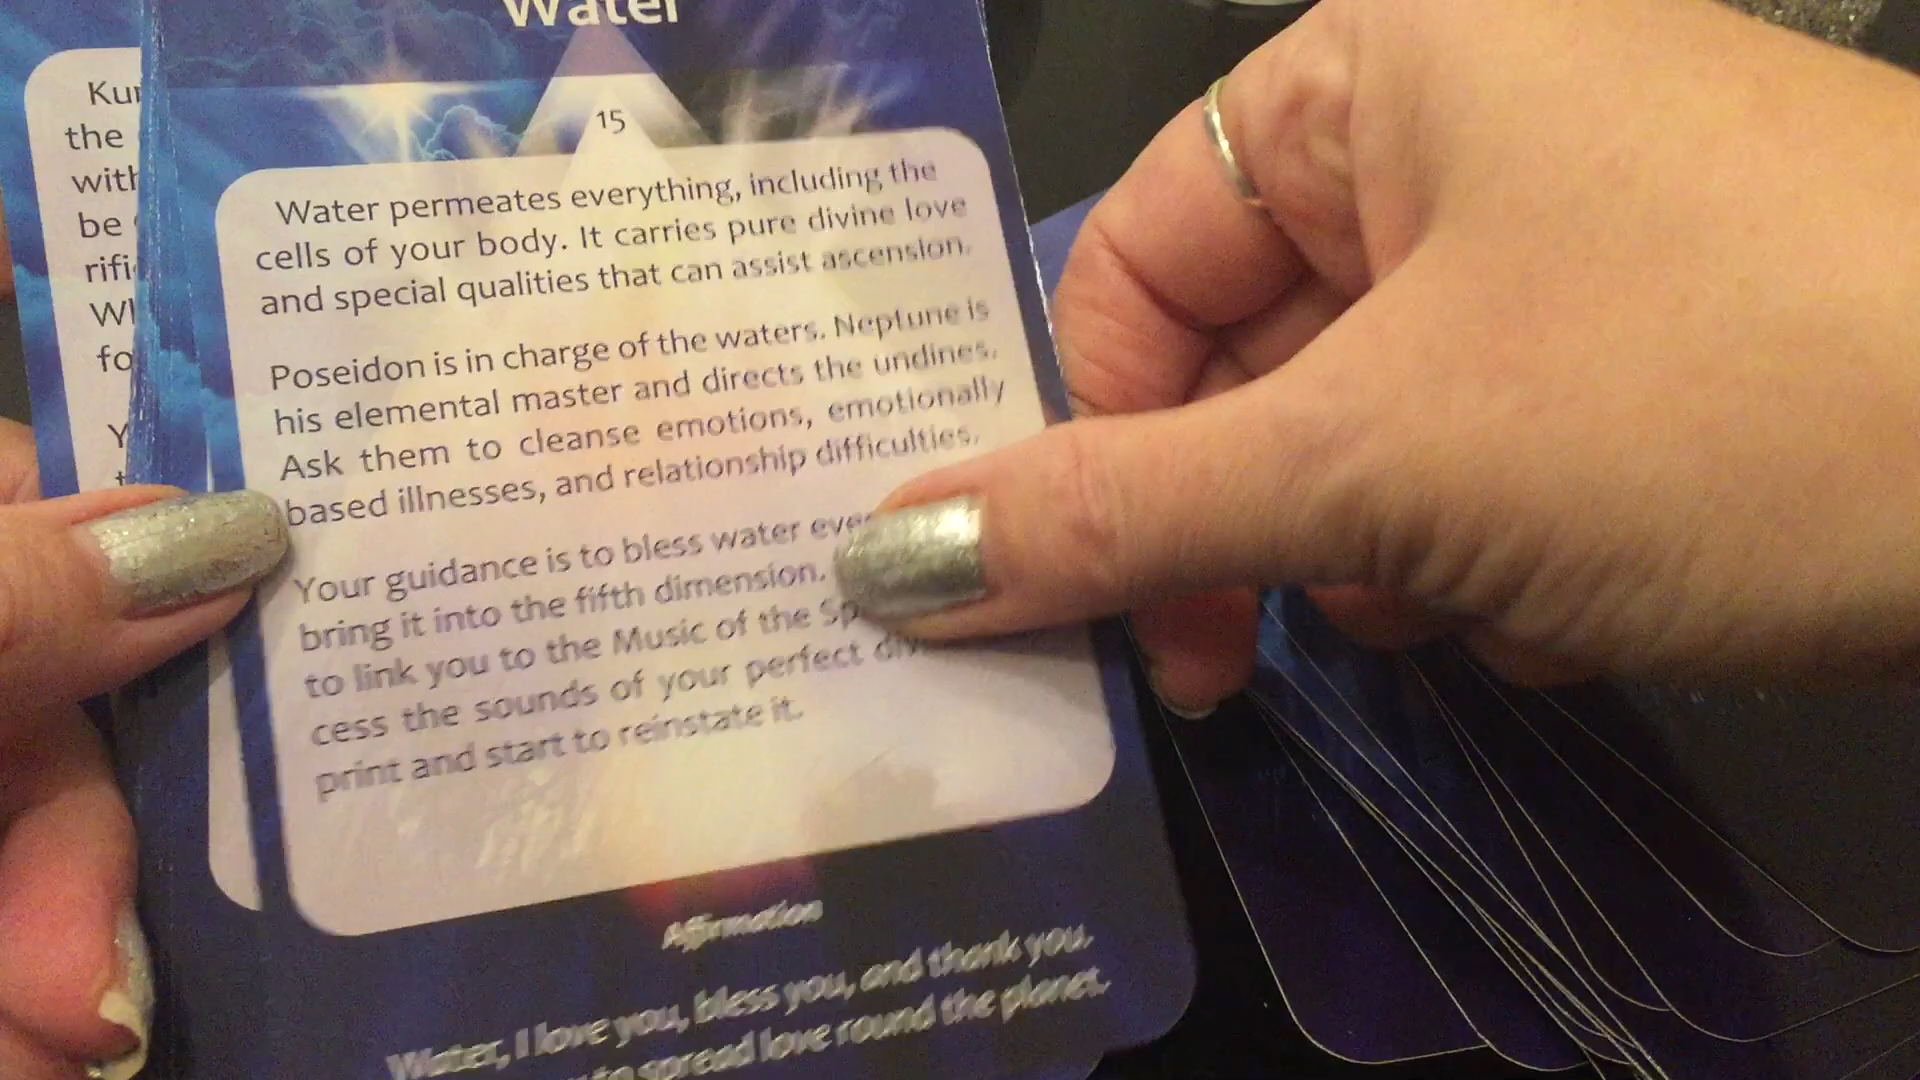 Water
15
Water permeates everything, including the
cells of your body. It carries pure divine love
and special qualities that can assist ascension.
Poseidon is in charge of the waters. Neptune is
his elemental master and directs the undines.
Ask them to cleanse emotions, emotionally
based illnesses, and relationship difficulties.
Your guidance is to bless water
bring it into the fifth dimension.
to link you to the Music of the
cess the sounds of your perfect
print and start to reinstate it.
Affirmation
Water, I love you, bless you, and thank you.
to spread love round the planet.
the
be